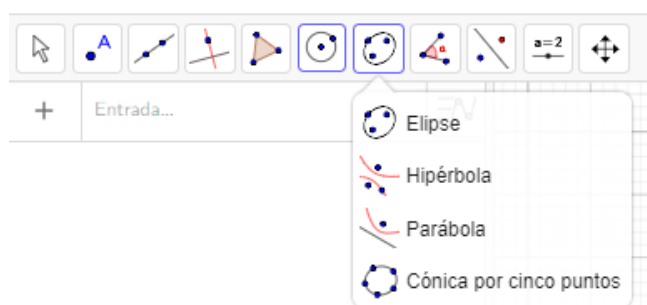 A
α
a=2
Entrada...
Elipse
Hipérbola
Parábola
Cónica por cinco puntos